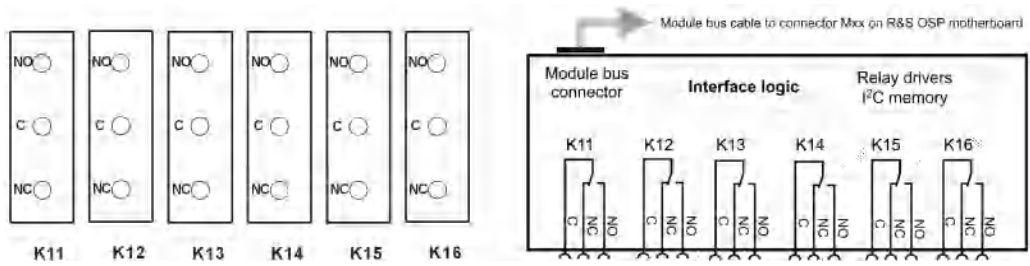 Module bus cable to connector Mxx on R&S OSP motherboard
NO NO NO NO NO NO
C C C C C C
NC NC NC NC NC NC
K11 K12 K13 K14 K15 K16
Module bus
connector
Interface logic
Relay drivers
I²C memory
K11 K12 K13 K14 K15 K16
C NC NO C NC NO C NC NO C NC NO C NC NO C NC NO